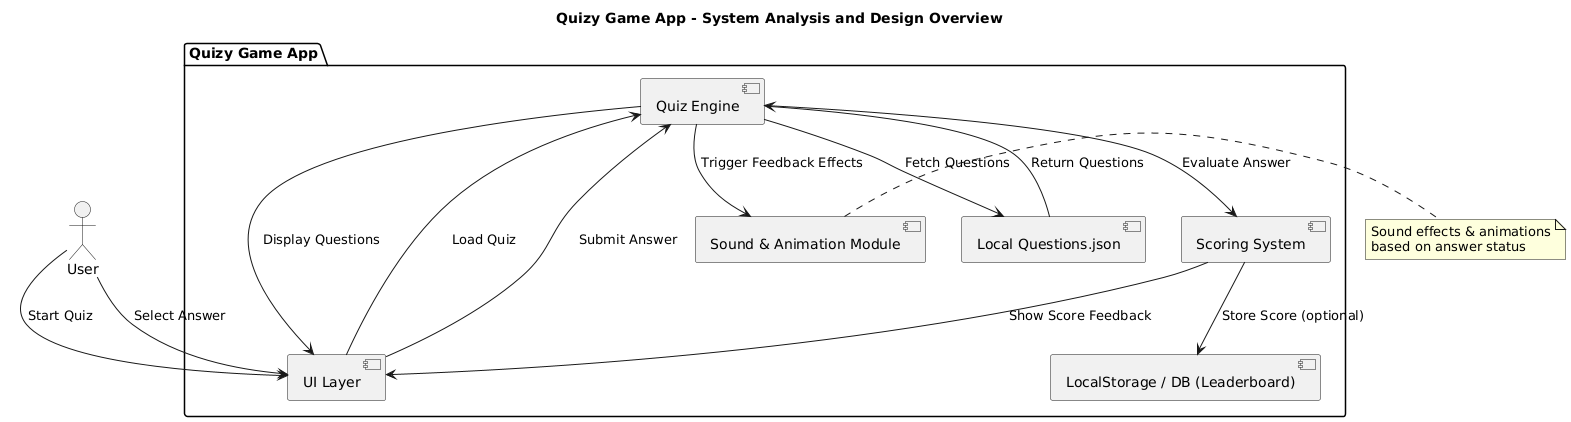 Quizy Game App - System Analysis and Design Overview
Quizy Game App
Quiz Engine
Trigger Feedback Effects
Fetch Questions
Return Questions
Evaluate Answer
Display Questions
Load Quiz
Submit Answer
Sound & Animation Module
Local Questions.json
Scoring System
Sound effects & animations
based on answer status
User
Start Quiz
Select Answer
Show Score Feedback
Store Score (optional)
UI Layer
LocalStorage / DB (Leaderboard)